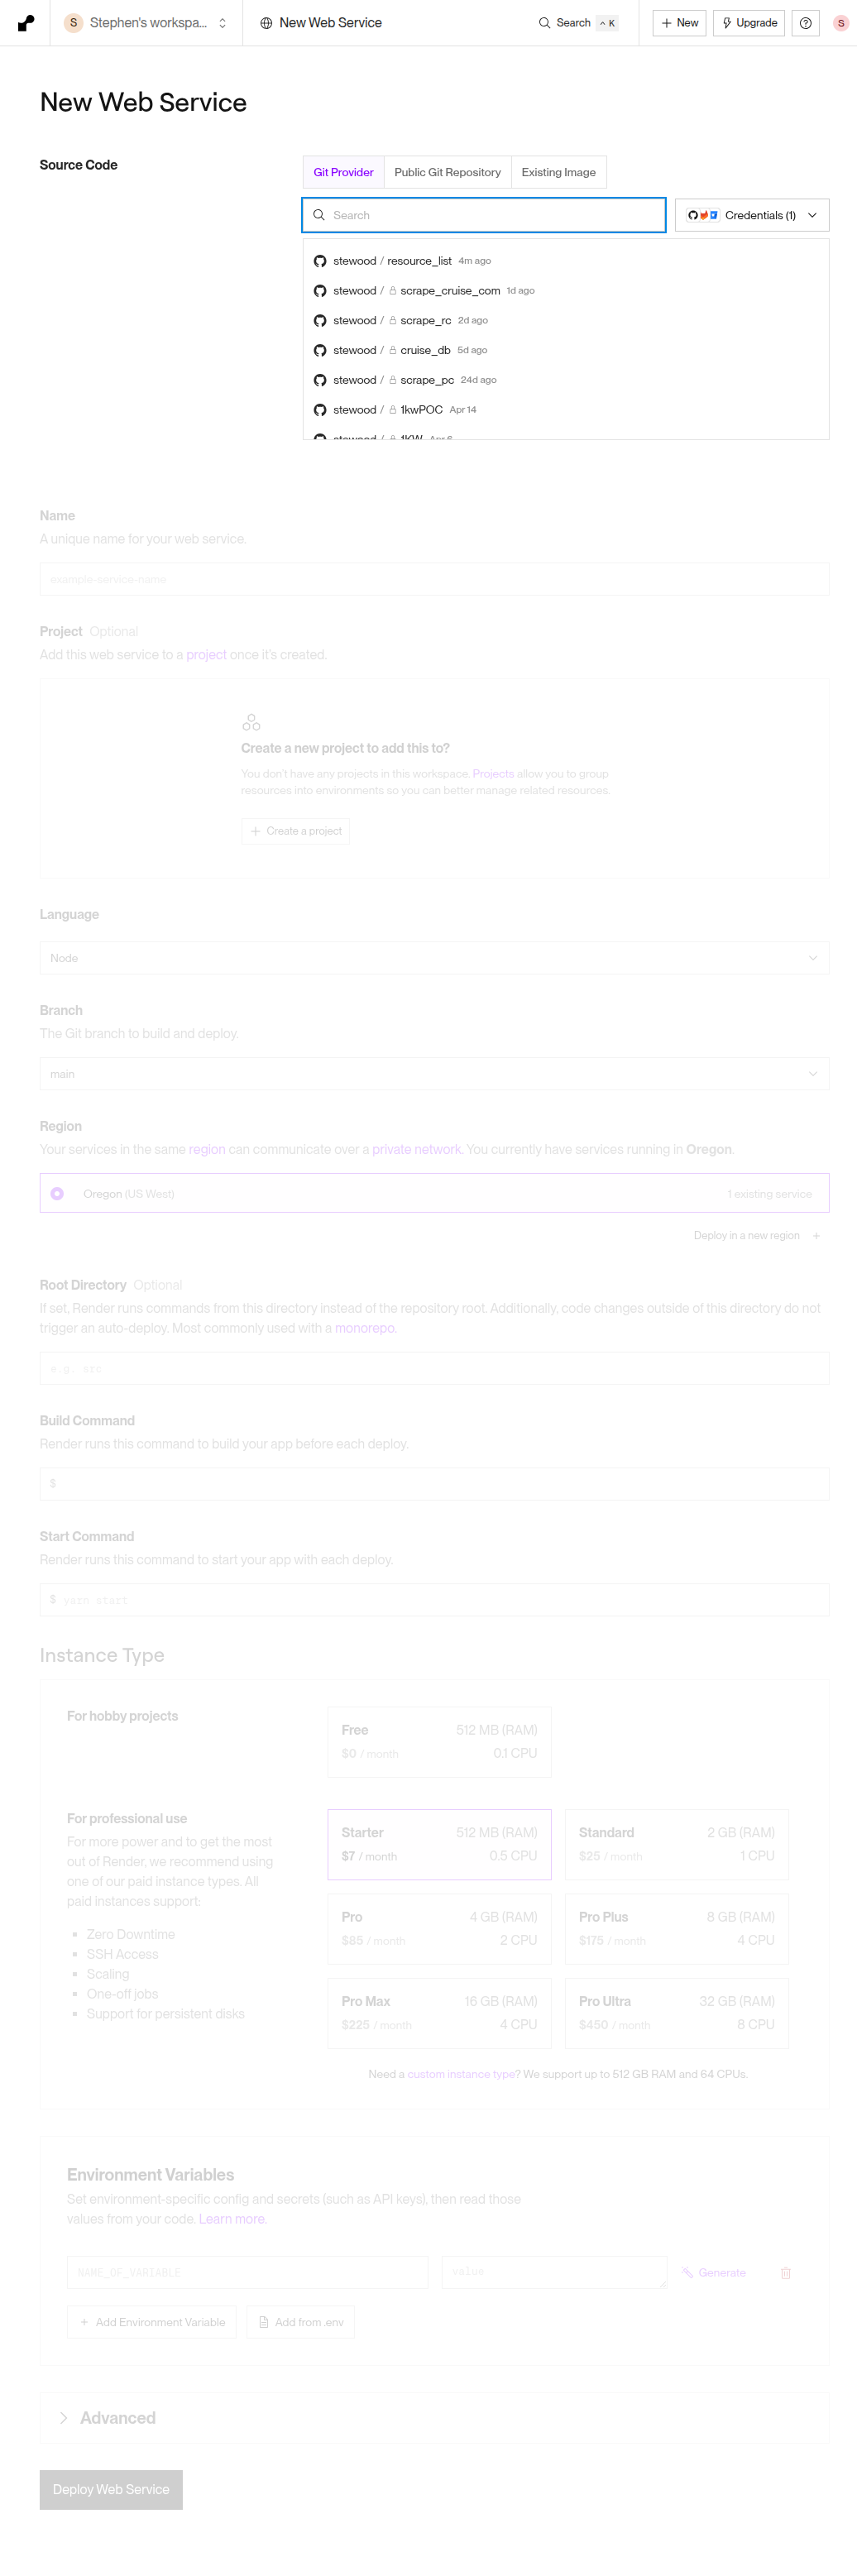 S Stephen's workspa... New Web Service Search ^ K + New Upgrade S
New Web Service
Source Code
Git Provider Public Git Repository Existing Image
Search Credentials (1)
stewood / resource_list 4m ago
stewood / scrape_cruise_com 1d ago
stewood / scrape_rc 2d ago
stewood / cruise_db 5d ago
stewood / scrape_pc 24d ago
stewood / 1kwPOC Apr 14
stewood / 1KW Apr 6
Name
A unique name for your web service.
example-service-name
Project Optional
Add this web service to a project once it's created.
Create a new project to add this to?
You don't have any projects in this workspace. Projects allow you to group
resources into environments so you can better manage related resources.
+ Create a project
Language
Node
Branch
The Git branch to build and deploy.
main
Region
Your services in the same region can communicate over a private network. You currently have services running in Oregon.
Oregon (US West) 1 existing service
Deploy in a new region +
Root Directory Optional
If set, Render runs commands from this directory instead of the repository root. Additionally, code changes outside of this directory do not
trigger an auto-deploy. Most commonly used with a monorepo.
e.g. src
Build Command
Render runs this command to build your app before each deploy.
$
Start Command
Render runs this command to start your app with each deploy.
$ yarn start
Instance Type
For hobby projects
Free 512 MB (RAM)
$0 / month 0.1 CPU
For professional use
For more power and to get the most
out of Render, we recommend using
one of our paid instance types. All
paid instances support:
▪ Zero Downtime
▪ SSH Access
▪ Scaling
▪ One-off jobs
▪ Support for persistent disks
Starter 512 MB (RAM)
$7 / month 0.5 CPU
Standard 2 GB (RAM)
$25 / month 1 CPU
Pro 4 GB (RAM)
$85 / month 2 CPU
Pro Plus 8 GB (RAM)
$175 / month 4 CPU
Pro Max 16 GB (RAM)
$225 / month 4 CPU
Pro Ultra 32 GB (RAM)
$450 / month 8 CPU
Need a custom instance type? We support up to 512 GB RAM and 64 CPUs.
Environment Variables
Set environment-specific config and secrets (such as API keys), then read those
values from your code. Learn more.
NAME_OF_VARIABLE value Generate
+ Add Environment Variable Add from .env
Advanced
Deploy Web Service